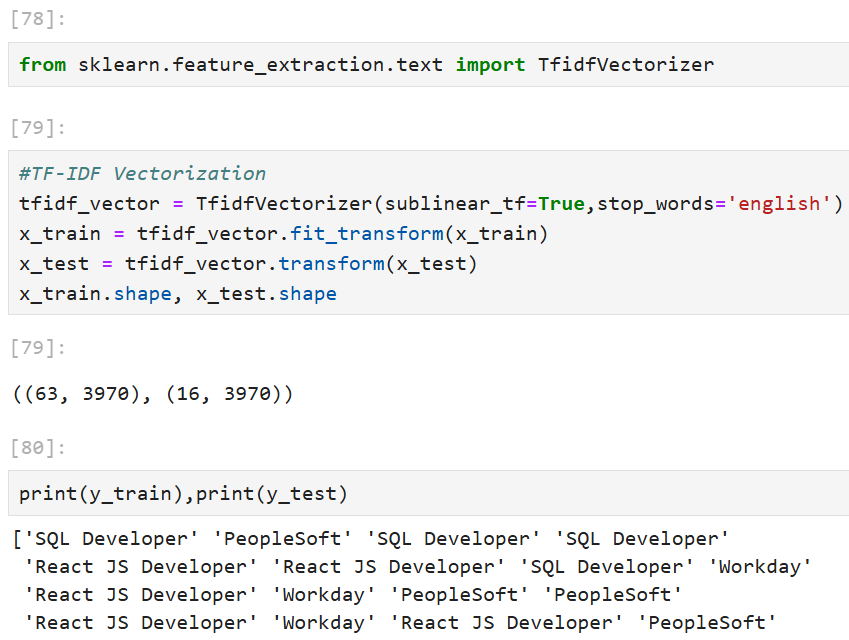 [78]:
from sklearn.feature_extraction.text import TfidfVectorizer
[79]:
#TF-IDF Vectorization
tfidf_vector = TfidfVectorizer(sublinear_tf=True,stop_words='english')
x_train = tfidf_vector.fit_transform(x_train)
x_test = tfidf_vector.transform(x_test)
x_train.shape, x_test.shape
[79]:
((63, 3970), (16, 3970))
[80]:
print(y_train),print(y_test)
['SQL Developer' 'PeopleSoft' 'SQL Developer' 'SQL Developer'
 'React JS Developer' 'React JS Developer' 'SQL Developer' 'Workday'
 'React JS Developer' 'Workday' 'PeopleSoft' 'PeopleSoft'
 'React JS Developer' 'Workday' 'React JS Developer' 'PeopleSoft'